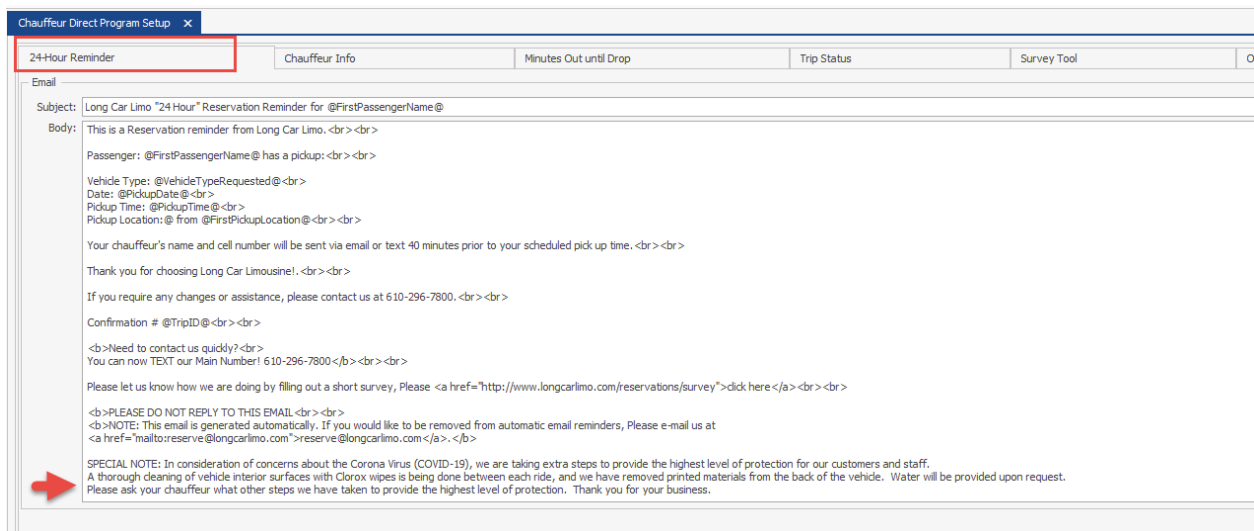 Chauffeur Direct Program Setup ×
24-Hour Reminder
Chauffeur Info
Minutes Out until Drop
Trip Status
Survey Tool
Email
Subject: Long Car Limo "24 Hour" Reservation Reminder for @FirstPassengerName@
Body: This is a Reservation reminder from Long Car Limo.<br><br>
Passenger: @FirstPassengerName@ has a pickup:<br><br>
Vehicle Type: @VehicleTypeRequested@<br>
Date: @PickupDate@<br>
Pickup Time: @PickupTime@<br>
Pickup Location:@ from @FirstPickupLocation@<br><br>
Your chauffeur's name and cell number will be sent via email or text 40 minutes prior to your scheduled pick up time.<br><br>
Thank you for choosing Long Car Limousine!.<br><br>
If you require any changes or assistance, please contact us at 610-296-7800.<br><br>
Confirmation # @TripID@<br><br>
<b>Need to contact us quickly?<br>
You can now TEXT our Main Number! 610-296-7800</b><br><br>
Please let us know how we are doing by filling out a short survey, Please <a href="http://www.longcarlimo.com/reservations/survey">click here</a><br><br>
<b>PLEASE DO NOT REPLY TO THIS EMAIL<br><br>
<b>NOTE: This email is generated automatically. If you would like to be removed from automatic email reminders, Please e-mail us at
<a href="mailto:reserve@longcarlimo.com">reserve@longcarlimo.com</a>.</b>
SPECIAL NOTE: In consideration of concerns about the Corona Virus (COVID-19), we are taking extra steps to provide the highest level of protection for our customers and staff.
A thorough cleaning of vehicle interior surfaces with Clorox wipes is being done between each ride, and we have removed printed materials from the back of the vehicle. Water will be provided upon request.
Please ask your chauffeur what other steps we have taken to provide the highest level of protection. Thank you for your business.